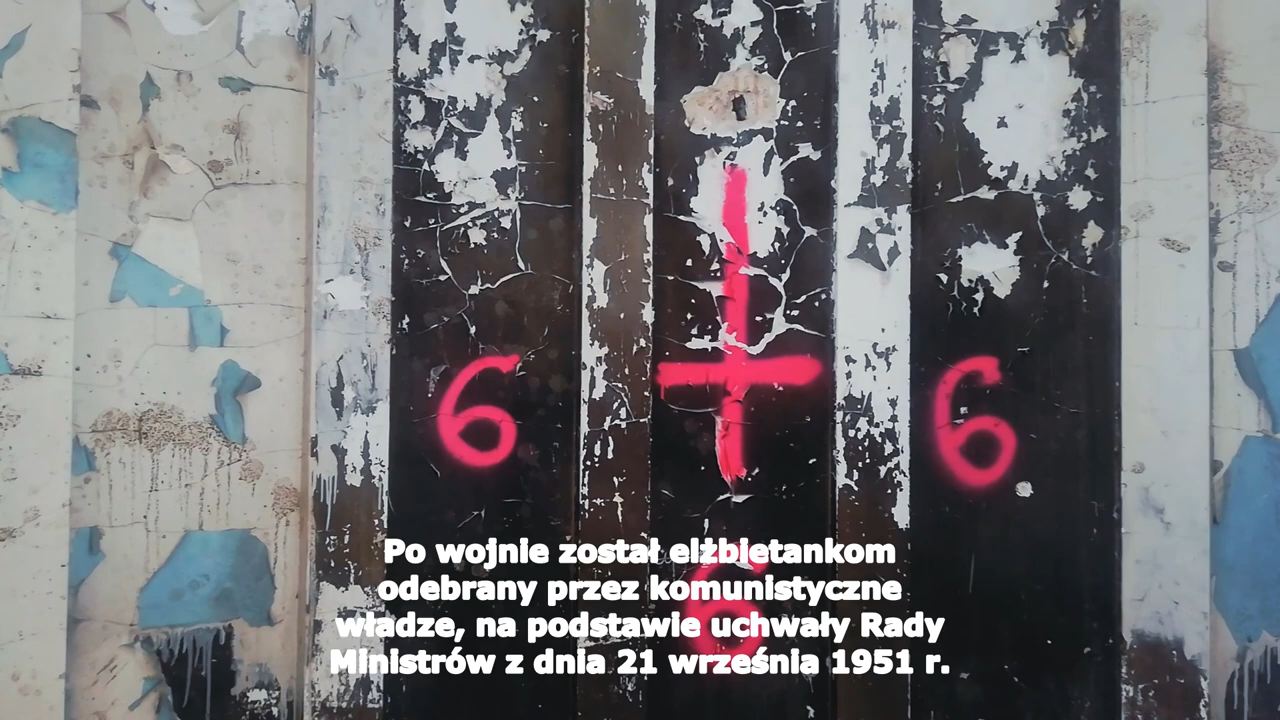 6 6
6
Po wojnie został elżbietankom
odebrany przez komunistyczne
władze, na podstawie uchwały Rady
Ministrów z dnia 21 września 1951 r.